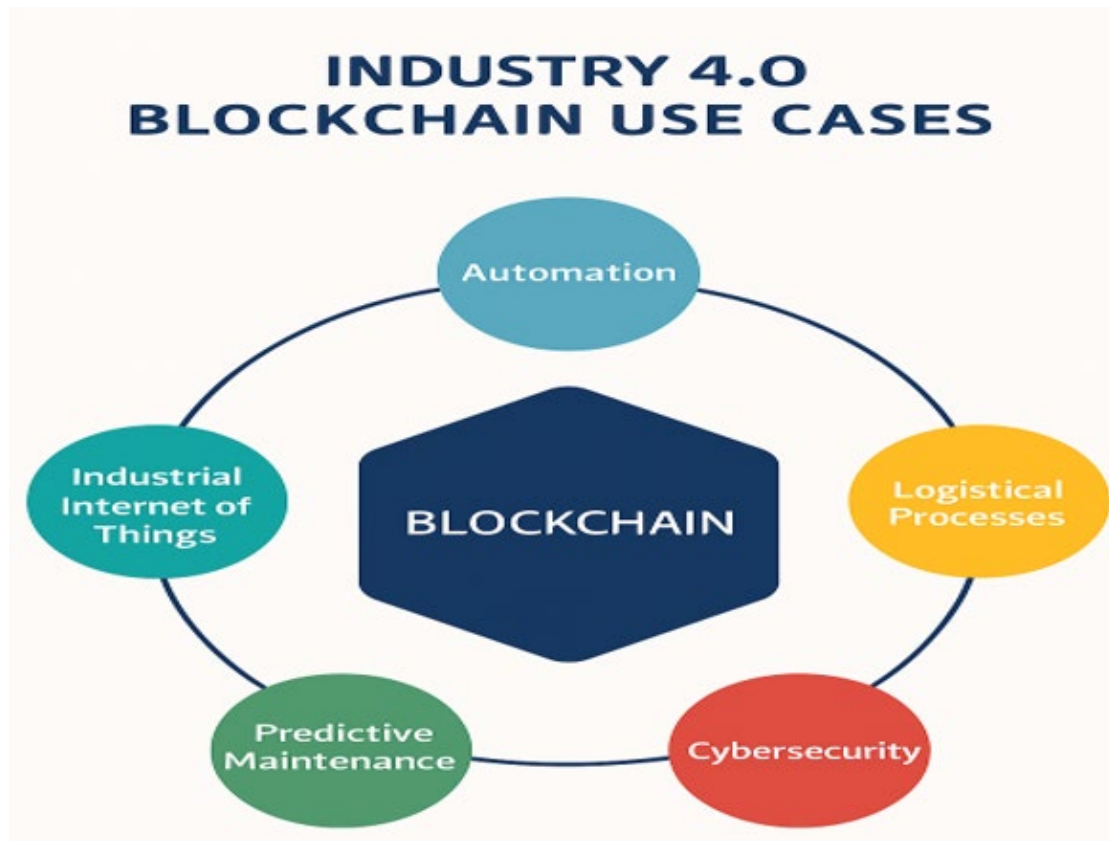 INDUSTRY 4.0
BLOCKCHAIN USE CASES
Automation
Industrial
Internet of
Things
BLOCKCHAIN
Logistical
Processes
Predictive
Maintenance
Cybersecurity